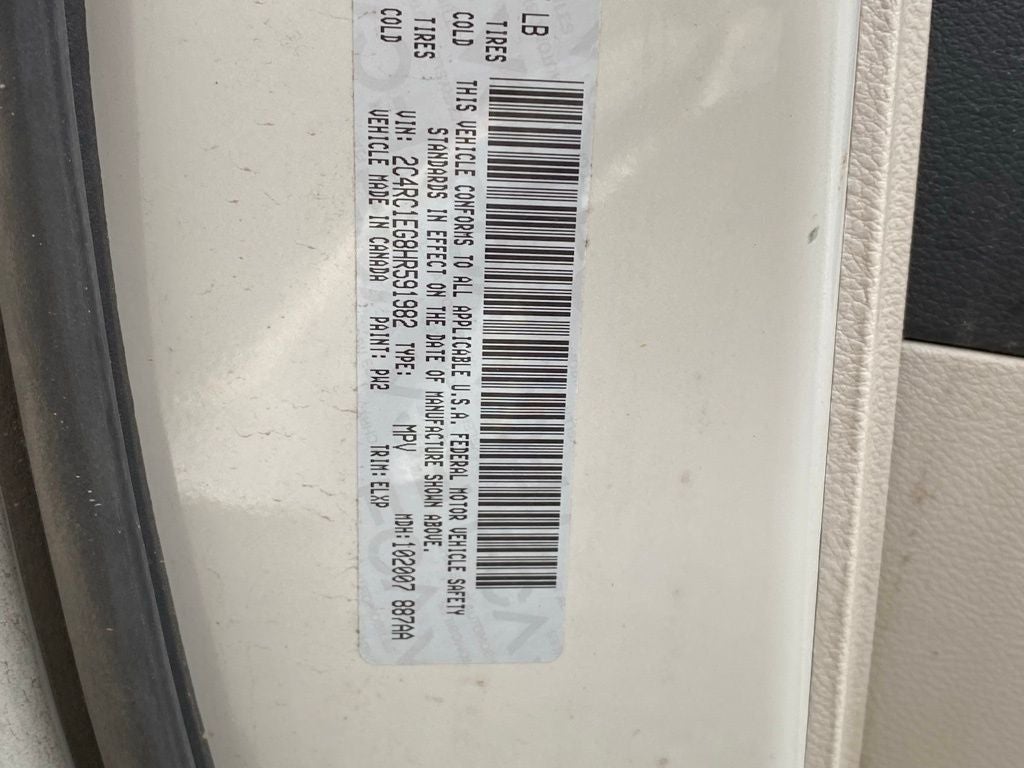 LB
TIRES TIRES
COLD COLD
THIS VEHICLE CONFORMS TO ALL APPLICABLE U.S.A. FEDERAL MOTOR VEHICLE SAFETY
STANDARDS IN EFFECT ON THE DATE OF MANUFACTURE SHOWN ABOVE.
VIN: 2C4RC1EG8HR591982 TYPE: MPV MDH:102007 887AA
VEHICLE MADE IN CANADA PAINT: PW2 TRIM: ELXP